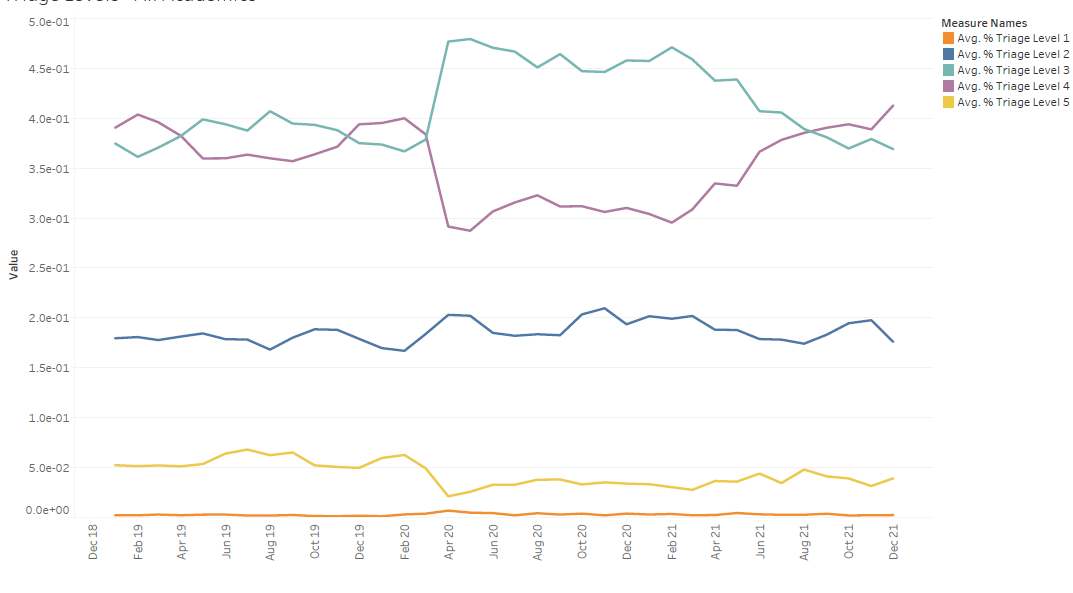 5.0e-01
4.5e-01
4.0e-01
3.5e-01
3.0e-01
2.5e-01
2.0e-01
1.5e-01
1.0e-01
5.0e-02
0.0e+00
Value
Dec 18
Feb 19
Apr 19
Jun 19
Aug 19
Oct 19
Dec 19
Feb 20
Apr 20
Jun 20
Aug 20
Oct 20
Dec 20
Feb 21
Apr 21
Jun 21
Aug 21
Oct 21
Dec 21
Measure Names
Avg. % Triage Level 1
Avg. % Triage Level 2
Avg. % Triage Level 3
Avg. % Triage Level 4
Avg. % Triage Level 5